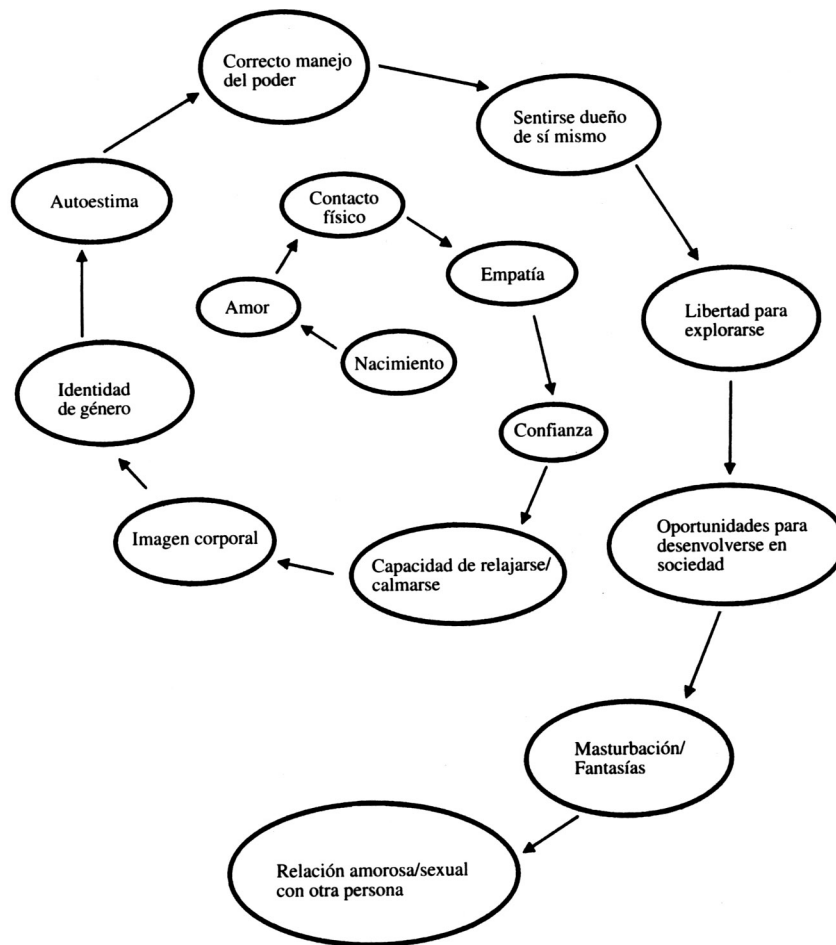 Correcto manejo
del poder
Sentirse dueño
de sí mismo
Autoestima
Contacto
físico
Empatía
Amor
Libertad para
explorarse
Nacimiento
Identidad
de género
Confianza
Imagen corporal
Capacidad de relajarse/
calmarse
Oportunidades para
desenvolverse en
sociedad
Masturbación/
Fantasías
Relación amorosa/sexual
con otra persona